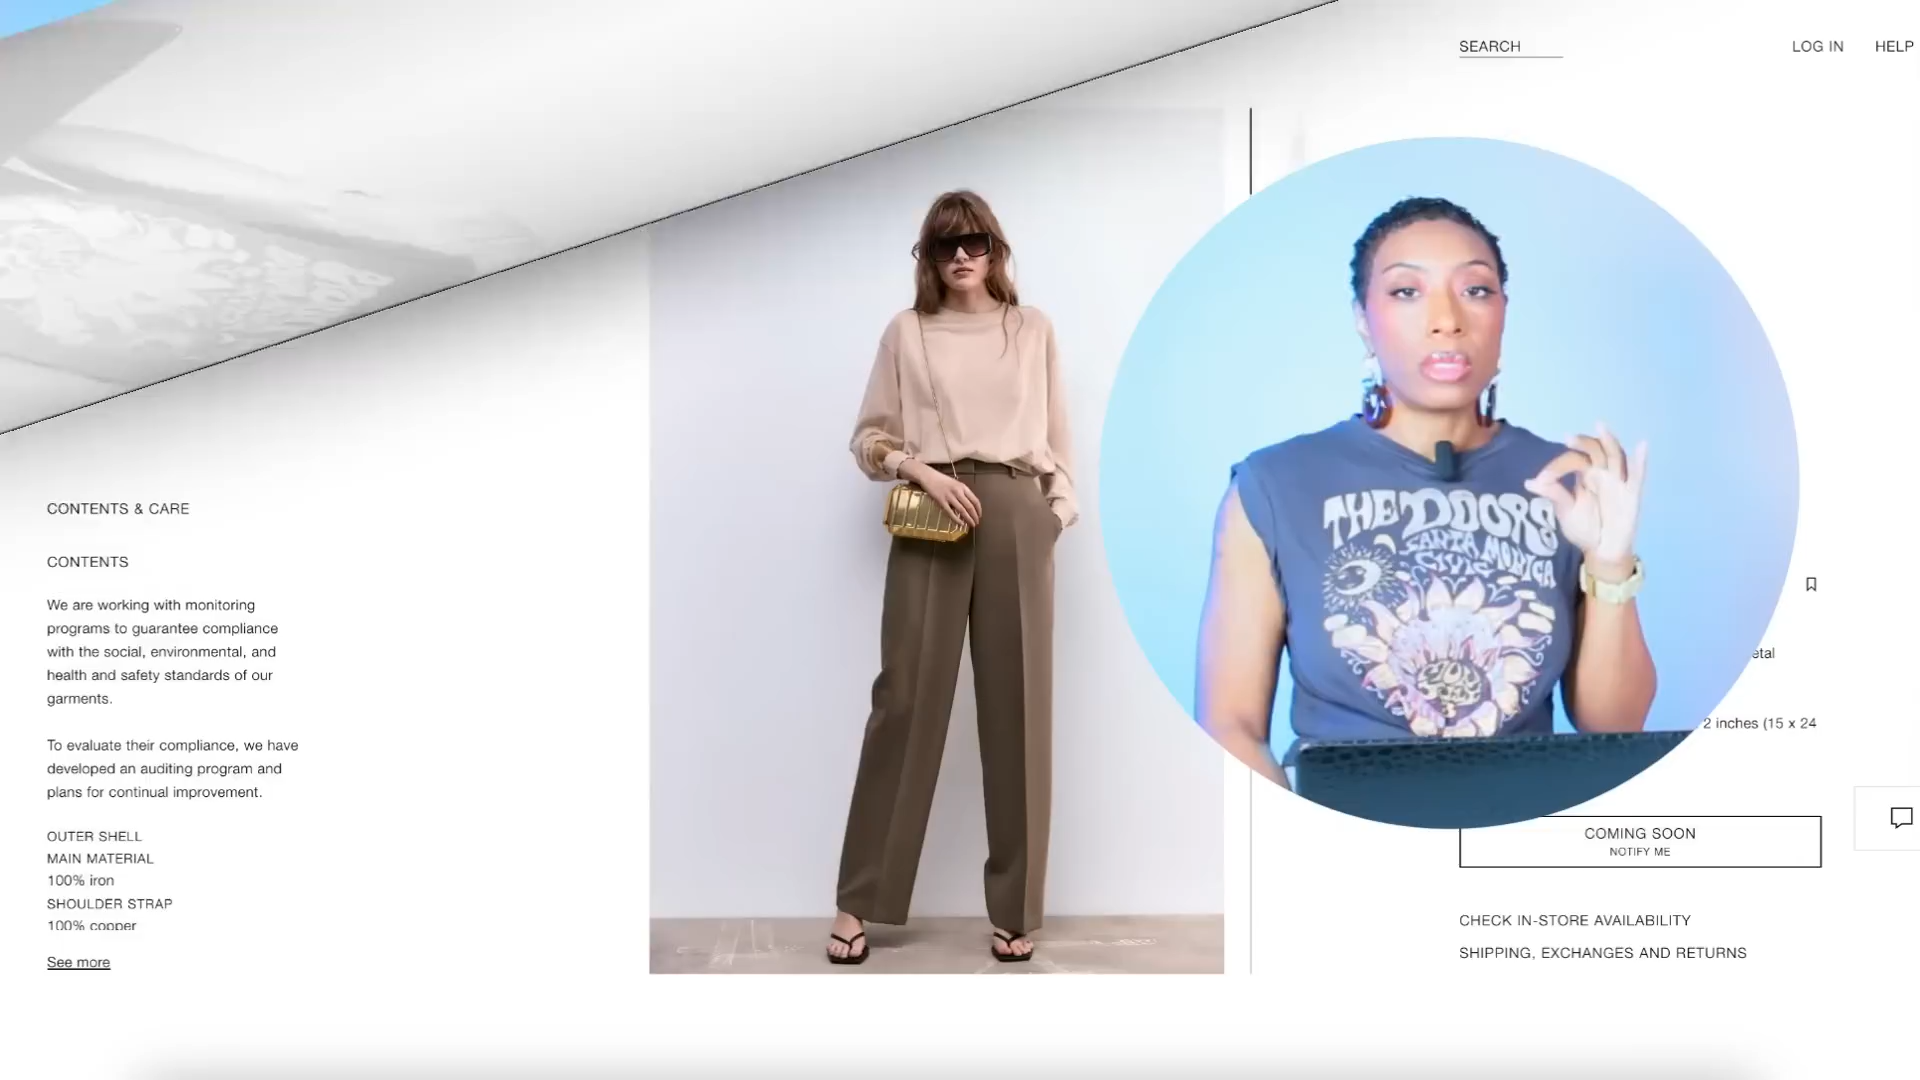 SEARCH
LOG IN
HELP
CONTENTS & CARE
CONTENTS
We are working with monitoring
programs to guarantee compliance
with the social, environmental, and
health and safety standards of our
garments.
To evaluate their compliance, we have
developed an auditing program and
plans for continual improvement.
OUTER SHELL
MAIN MATERIAL
100% iron
SHOULDER STRAP
100% copper
See more
THE DOORS
SANTA MONICA
CIVIC
2 inches (15 x 24
COMING SOON
NOTIFY ME
CHECK IN-STORE AVAILABILITY
SHIPPING, EXCHANGES AND RETURNS